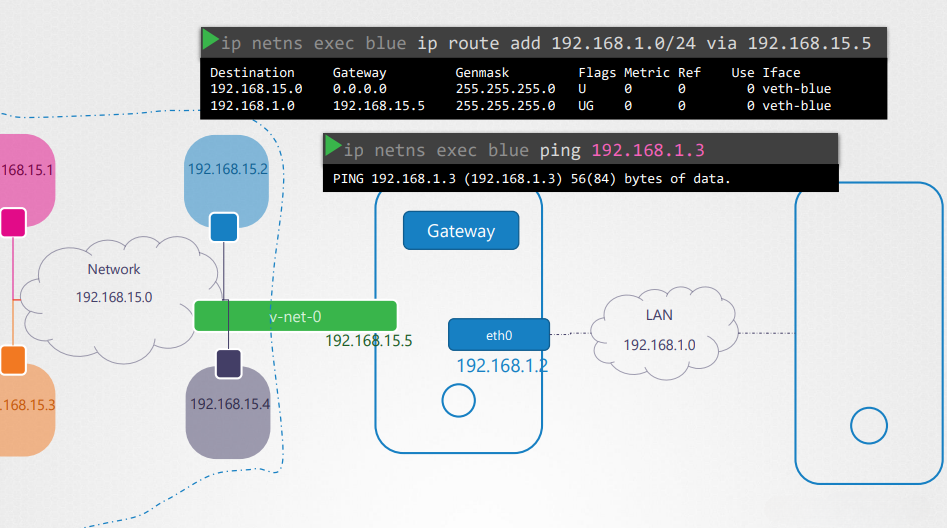 ip netns exec blue ip route add 192.168.1.0/24 via 192.168.15.5
Destination Gateway Genmask Flags Metric Ref Use Iface
192.168.15.0 0.0.0.0 255.255.255.0 U 0 0 0 veth-blue
192.168.1.0 192.168.15.5 255.255.255.0 UG 0 0 0 veth-blue
ip netns exec blue ping 192.168.1.3
PING 192.168.1.3 (192.168.1.3) 56(84) bytes of data.
168.15.1
192.168.15.2
Gateway
Network
192.168.15.0
v-net-0
192.168.15.5
eth0
192.168.1.2
LAN
192.168.1.0
.168.15.3
192.168.15.4